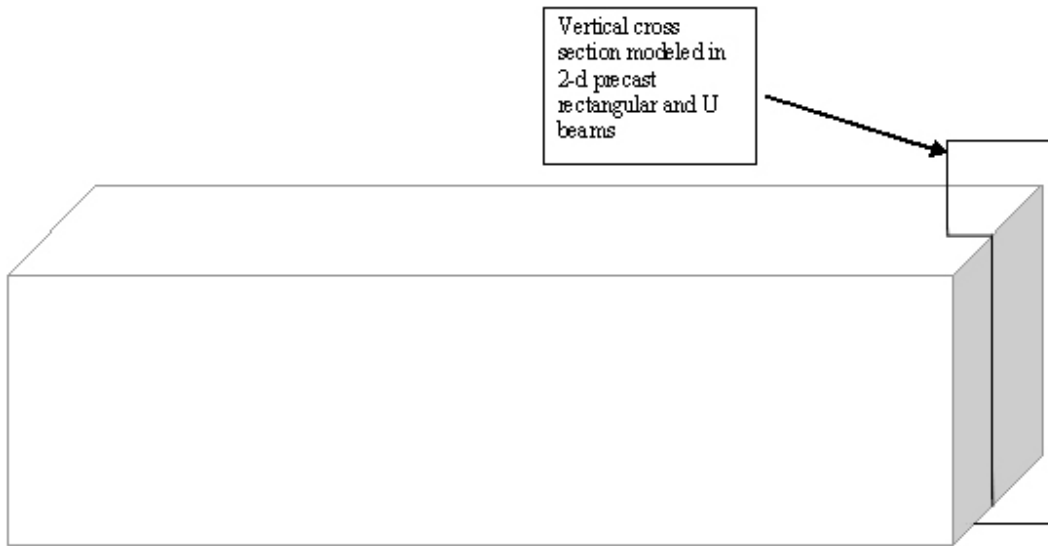 Vertical cross
section modeled in
2-d precast
rectangular and U
beams